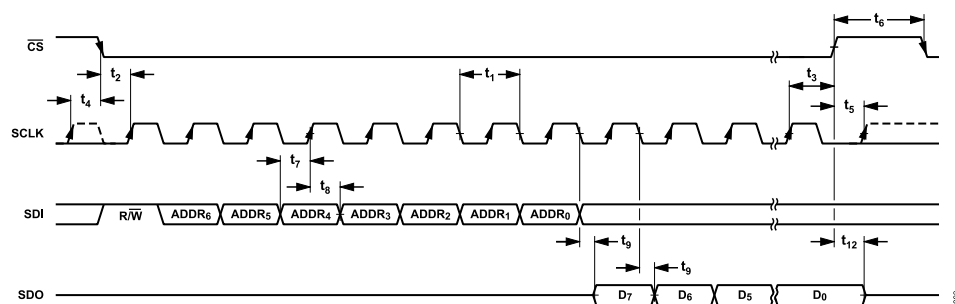 t6
CS
t2
t1
t3
t4
t5
SCLK
t7
t8
SDI
R/W
ADDR6
ADDR5
ADDR4
ADDR3
ADDR2
ADDR1
ADDR0
t9
t9
t12
SDO
D7
D6
D5
D0